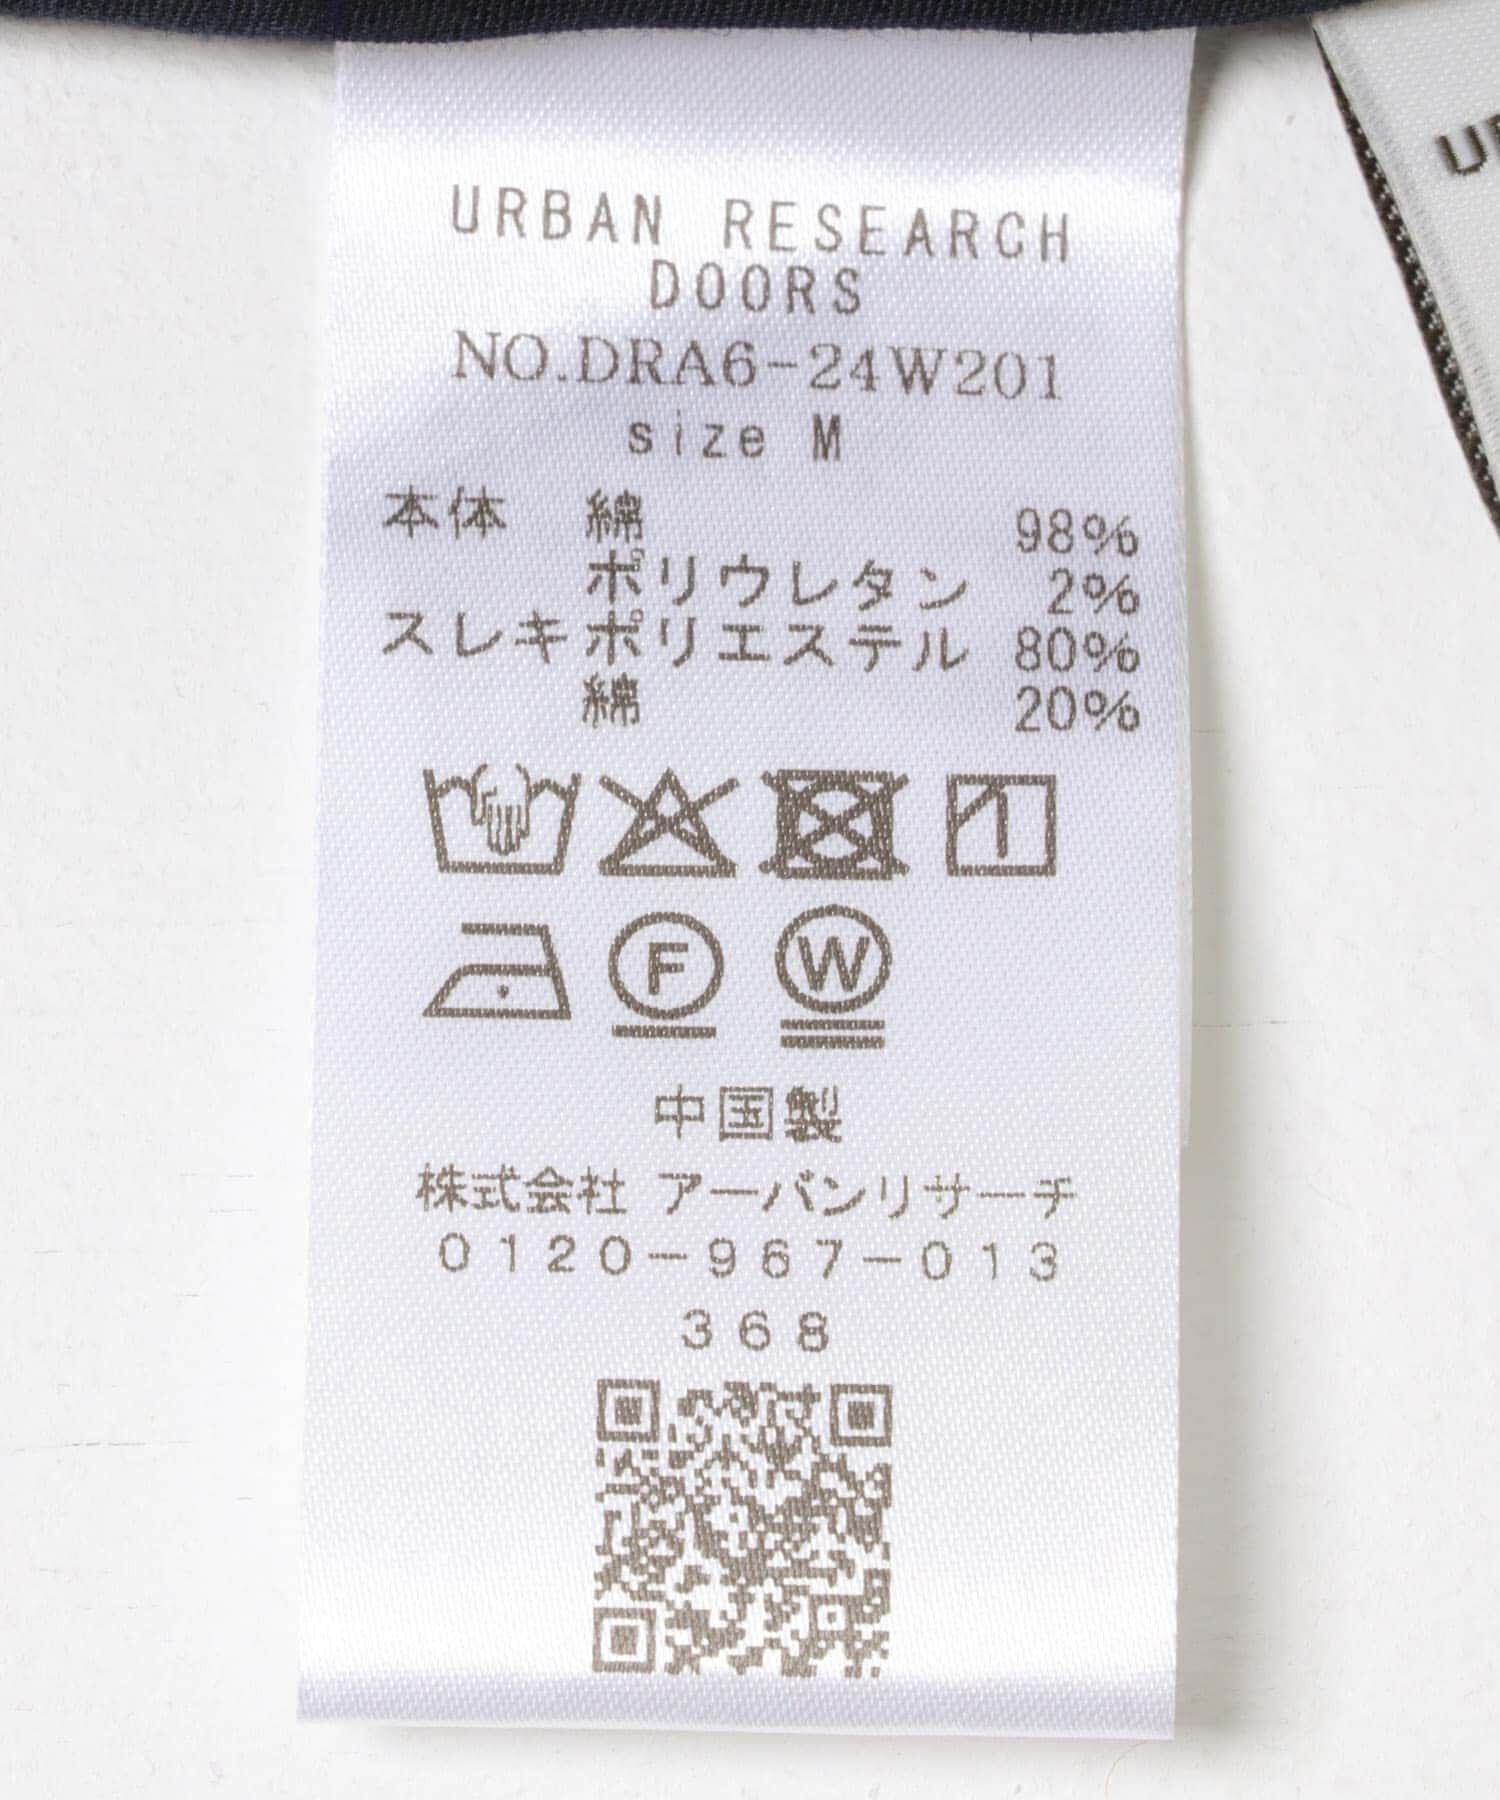 URBAN RESEARCH
DOORS
NO.DRA6-24W201
size M
本体 綿 98%
ポリウレタン 2%
スレキ ポリエステル 80%
綿 20%
F
W
中国製
株式会社 アーバンリサーチ
0120-967-013
368